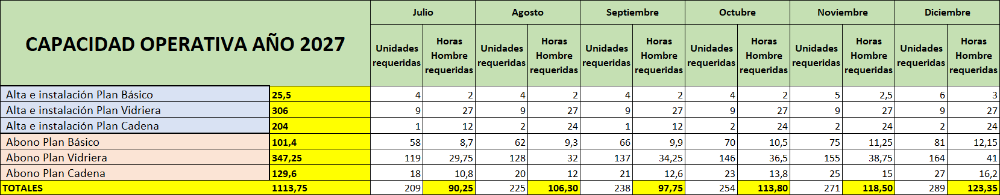 CAPACIDAD OPERATIVA AÑO 2027
Julio Agosto Septiembre Octubre Noviembre Diciembre
Unidades requeridas Horas Hombre requeridas Unidades requeridas Horas Hombre requeridas Unidades requeridas Horas Hombre requeridas Unidades requeridas Horas Hombre requeridas Unidades requeridas Horas Hombre requeridas Unidades requeridas Horas Hombre requeridas
Alta e instalación Plan Básico 25,5 4 2 4 2 4 2 4 2 5 2,5 6 3
Alta e instalación Plan Vidriera 306 9 27 9 27 9 27 9 27 9 27 9 27
Alta e instalación Plan Cadena 204 1 12 2 24 1 12 2 24 2 24 2 24
Abono Plan Básico 101,4 58 8,7 62 9,3 66 9,9 70 10,5 75 11,25 81 12,15
Abono Plan Vidriera 347,25 119 29,75 128 32 137 34,25 146 36,5 155 38,75 164 41
Abono Plan Cadena 129,6 18 10,8 20 12 21 12,6 23 13,8 25 15 27 16,2
TOTALES 1113,75 209 90,25 225 106,30 238 97,75 254 113,80 271 118,50 289 123,35